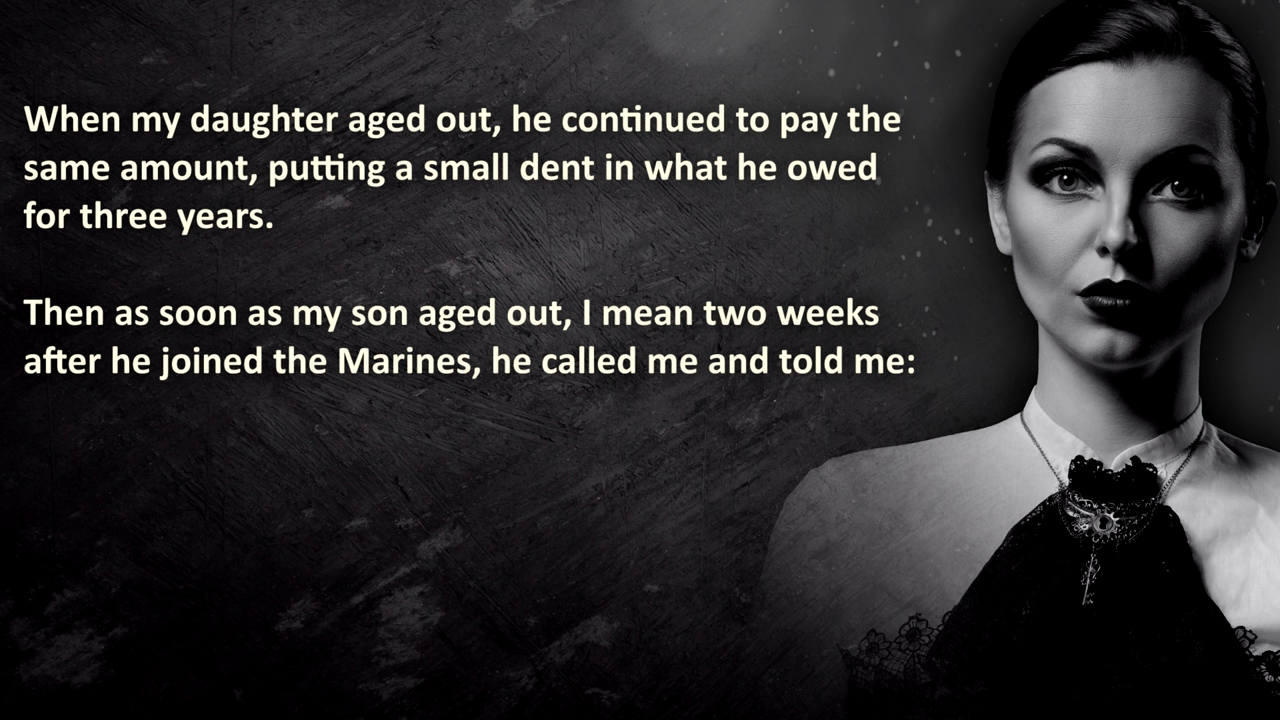 When my daughter aged out, he continued to pay the
same amount, putting a small dent in what he owed
for three years.
Then as soon as my son aged out, I mean two weeks
after he joined the Marines, he called me and told me: